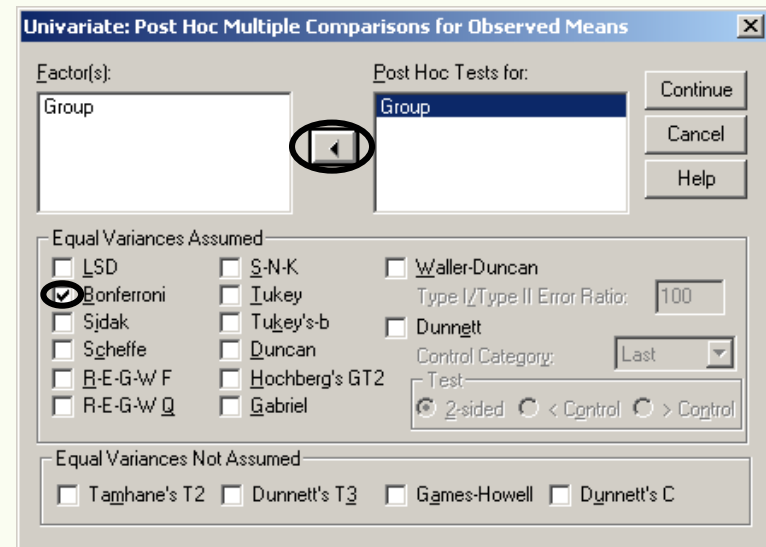 Univariate: Post Hoc Multiple Comparisons for Observed Means
Factor(s):
Group
Post Hoc Tests for:
Group
Continue
Cancel
Help
Equal Variances Assumed
LSD
Bonferroni
Sidak
Scheffe
R-E-G-W F
R-E-G-W Q
S-N-K
Tukey
Tukey's-b
Duncan
Hochberg's GT2
Gabriel
Waller-Duncan
Type I/Type II Error Ratio: 100
Dunnett
Control Category: Last
Test
2-sided < Control > Control
Equal Variances Not Assumed
Tamhane's T2 Dunnett's T3 Games-Howell Dunnett's C